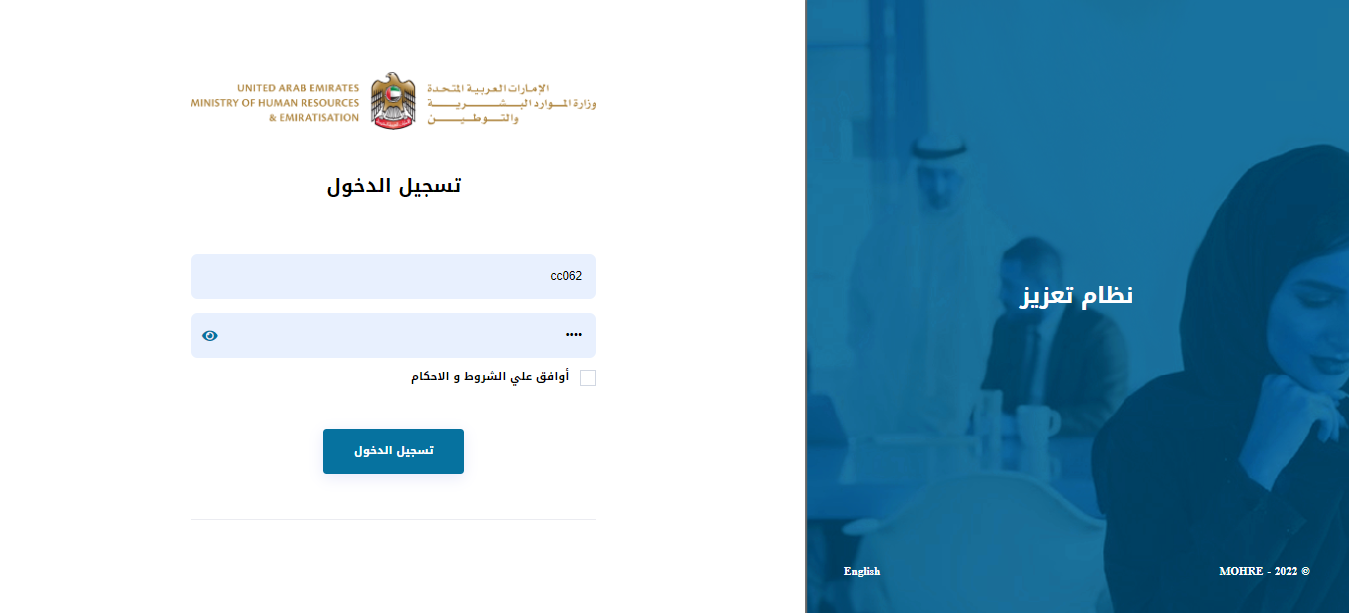 UNITED ARAB EMIRATES
MINISTRY OF HUMAN RESOURCES
& EMIRATISATION
الإمارات العربية المتحدة
وزارة الموارد البشرية
والتوطين
تسجيل الدخول
cc062
••••
أوافق علي الشروط و الاحكام
تسجيل الدخول
نظام تعزيز
English
MOHRE - 2022 ©